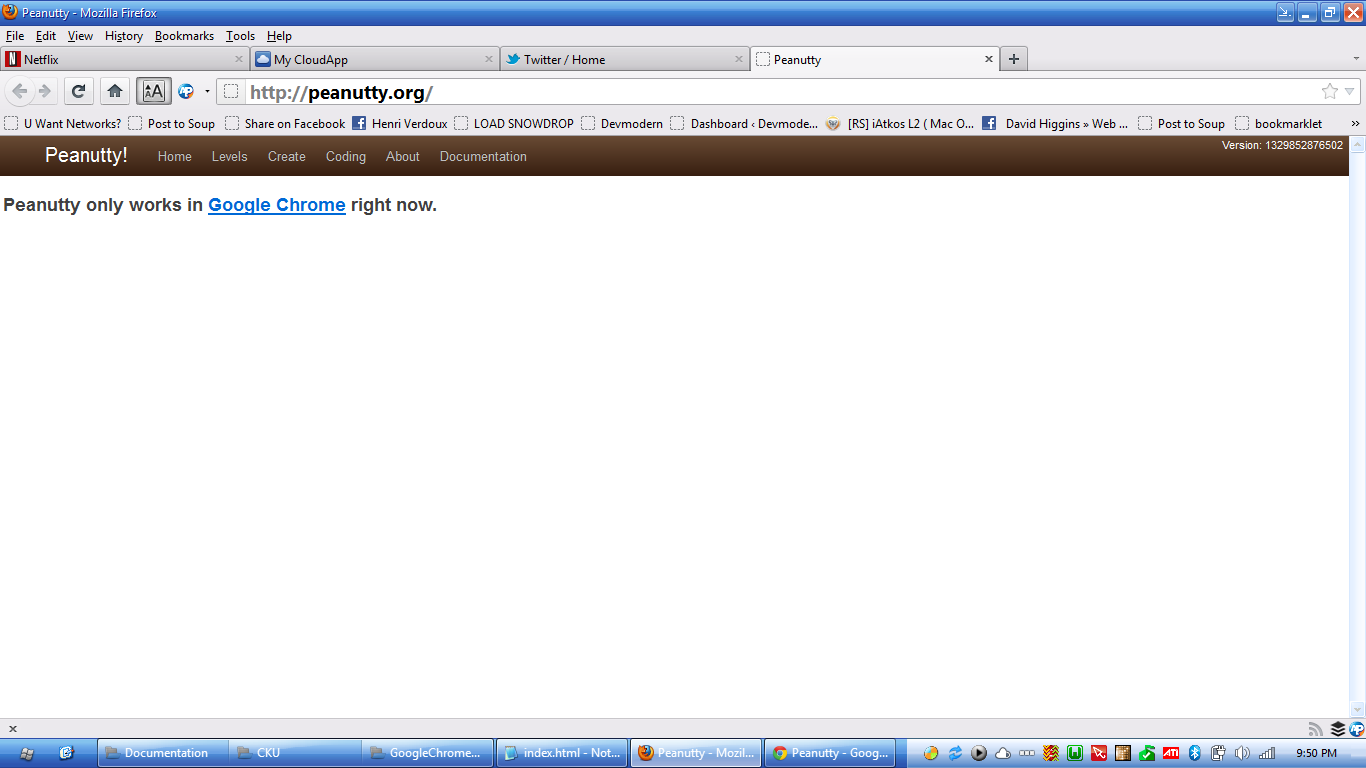 Peanutty - Mozilla Firefox
File Edit View History Bookmarks Tools Help
Netflix My CloudApp Twitter / Home Peanutty
AA http://peanutty.org/
U Want Networks? Post to Soup Share on Facebook Henri Verdoux LOAD SNOWDROP Devmodern Dashboard ‹ Devmode... [RS] iAtkos L2 ( Mac O... David Higgins » Web ... Post to Soup bookmarklet »
Peanutty! Home Levels Create Coding About Documentation Version: 1329852876502
Peanutty only works in Google Chrome right now.
Documentation CKU GoogleChrome... index.html - Not... Peanutty - Mozil... Peanutty - Goog... ATI 9:50 PM